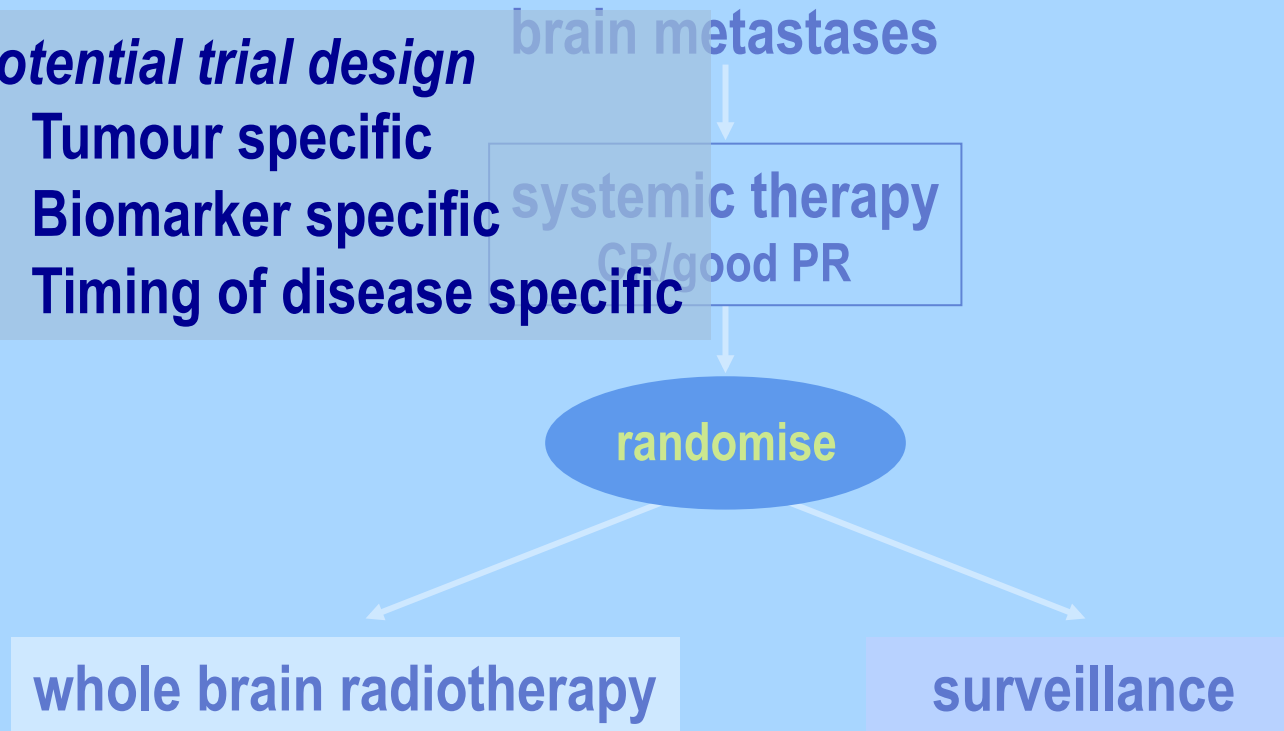 otential trial design
Tumour specific
Biomarker specific
Timing of disease specific
brain metastases
systemic therapy
CR/good PR
randomise
whole brain radiotherapy
surveillance